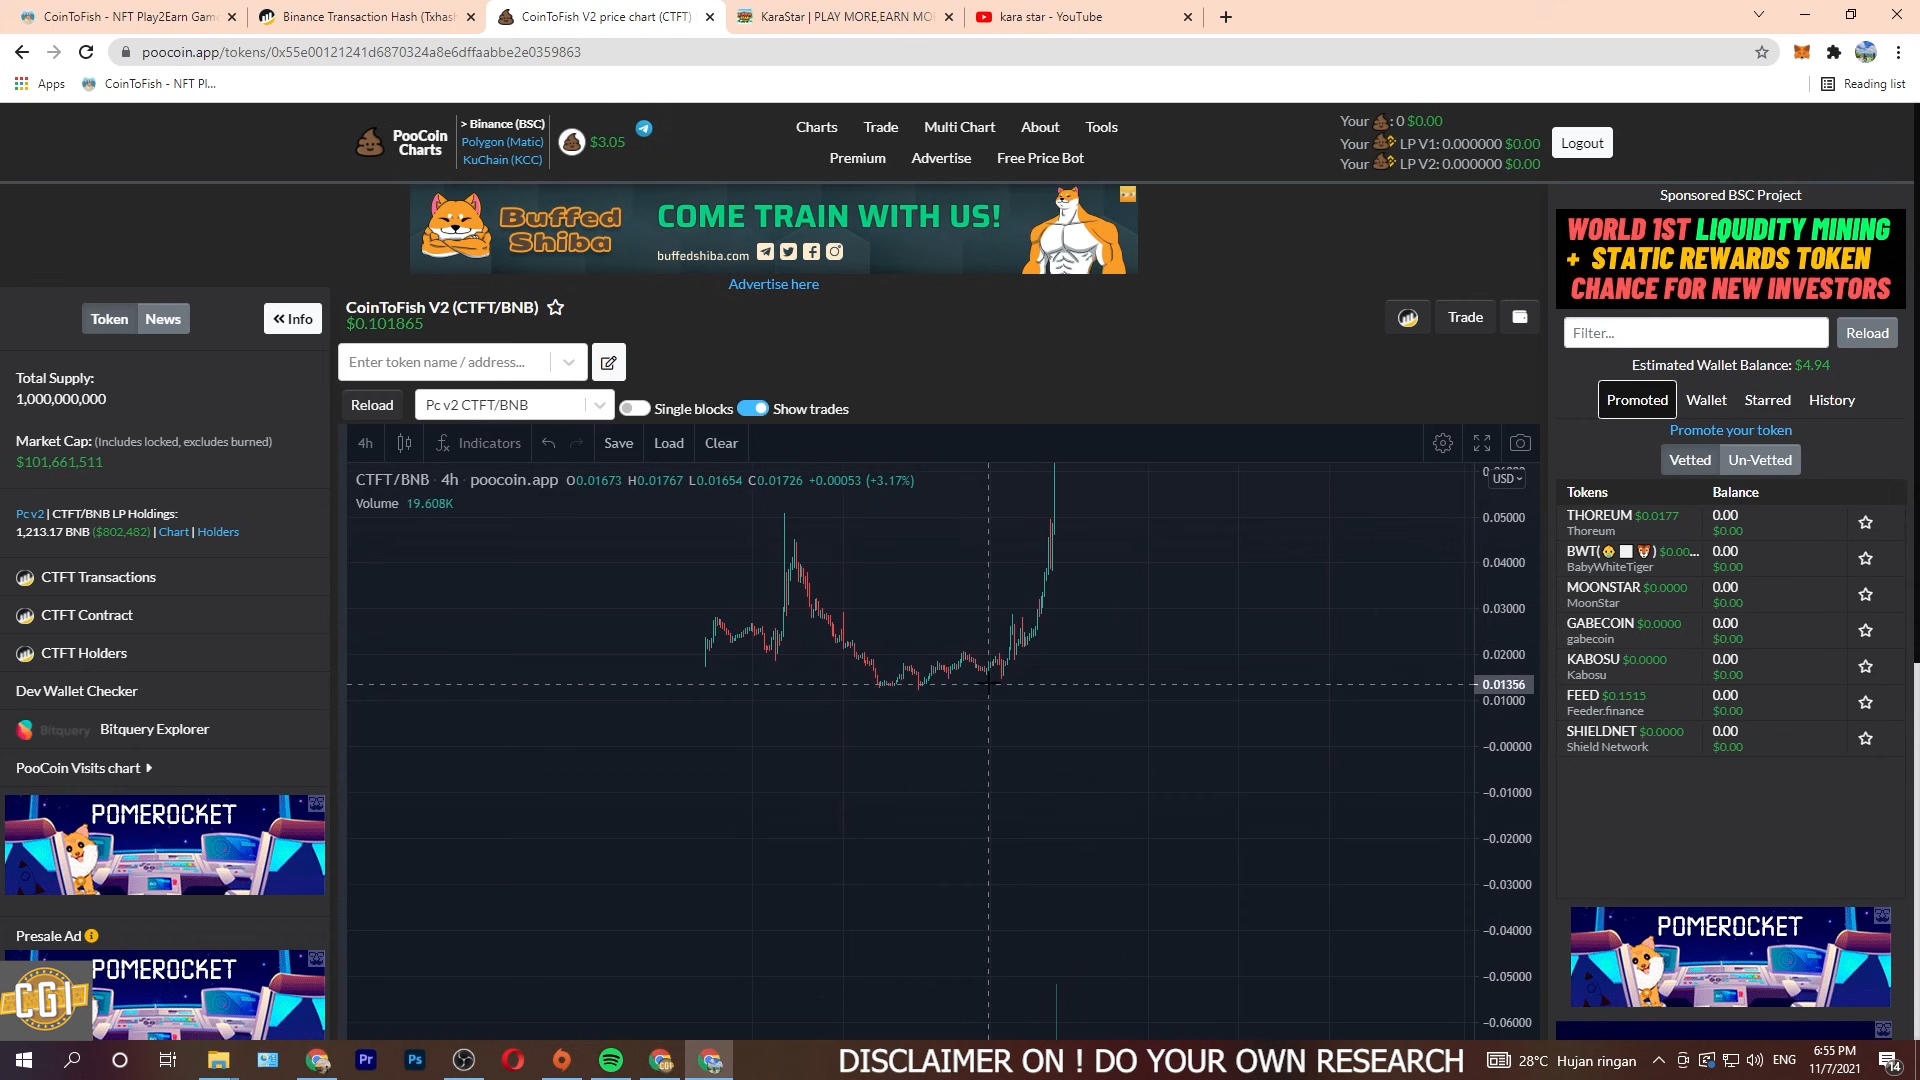 CoinToFish - NFT Play2Earn Game
Binance Transaction Hash (Txhash
CoinToFish V2 price chart (CTFT)
KaraStar | PLAY MORE,EARN MO
kara star - YouTube
poocoin.app/tokens/0x55e00121241d6870324a8e6dffaabbe2e0359863
Apps
CoinToFish - NFT Pl...
Reading list
PooCoin
Charts
> Binance (BSC)
Polygon (Matic)
KuChain (KCC)
$3.05
Charts
Trade
Multi Chart
About
Tools
Premium
Advertise
Free Price Bot
Your : 0 $0.00
Your LP V1: 0.000000 $0.00
Your LP V2: 0.000000 $0.00
Logout
Buffed
Shiba
COME TRAIN WITH US!
buffedshiba.com
Advertise here
Sponsored BSC Project
WORLD 1ST LIQUIDITY MINING
+ STATIC REWARDS TOKEN
CHANCE FOR NEW INVESTORS
Token
News
« Info
CoinToFish V2 (CTFT/BNB)
$0.101865
Trade
Enter token name / address...
Reload
Pc v2 CTFT/BNB
Single blocks
Show trades
Total Supply:
1,000,000,000
Market Cap: (Includes locked, excludes burned)
$101,661,511
Pc v2 | CTFT/BNB LP Holdings:
1,213.17 BNB ($802,482) | Chart | Holders
CTFT Transactions
CTFT Contract
CTFT Holders
Dev Wallet Checker
Bitquery
Bitquery Explorer
PooCoin Visits chart
POMEROCKET
Presale Ad
POMEROCKET
CGI
4h
Indicators
Save
Load
Clear
CTFT/BNB · 4h · poocoin.app O0.01673 H0.01767 L0.01654 C0.01726 +0.00053 (+3.17%)
Volume 19.608K
USD
0.05000
0.04000
0.03000
0.02000
0.01356
0.01000
−0.00000
−0.01000
−0.02000
−0.03000
−0.04000
−0.05000
−0.06000
Filter...
Reload
Estimated Wallet Balance: $4.94
Promoted
Wallet
Starred
History
Promote your token
Vetted
Un-Vetted
Tokens
Balance
THOREUM $0.0177
0.00
Thoreum
$0.00
BWT( ) $0.00...
0.00
BabyWhiteTiger
$0.00
MOONSTAR $0.0000
0.00
MoonStar
$0.00
GABECOIN $0.0000
0.00
gabecoin
$0.00
KABOSU $0.0000
0.00
Kabosu
$0.00
FEED $0.1515
0.00
Feeder.finance
$0.00
SHIELDNET $0.0000
0.00
Shield Network
$0.00
POMEROCKET
DISCLAIMER ON ! DO YOUR OWN RESEARCH
Pr
Ps
28°C Hujan ringan
ENG
6:55 PM
11/7/2021
14